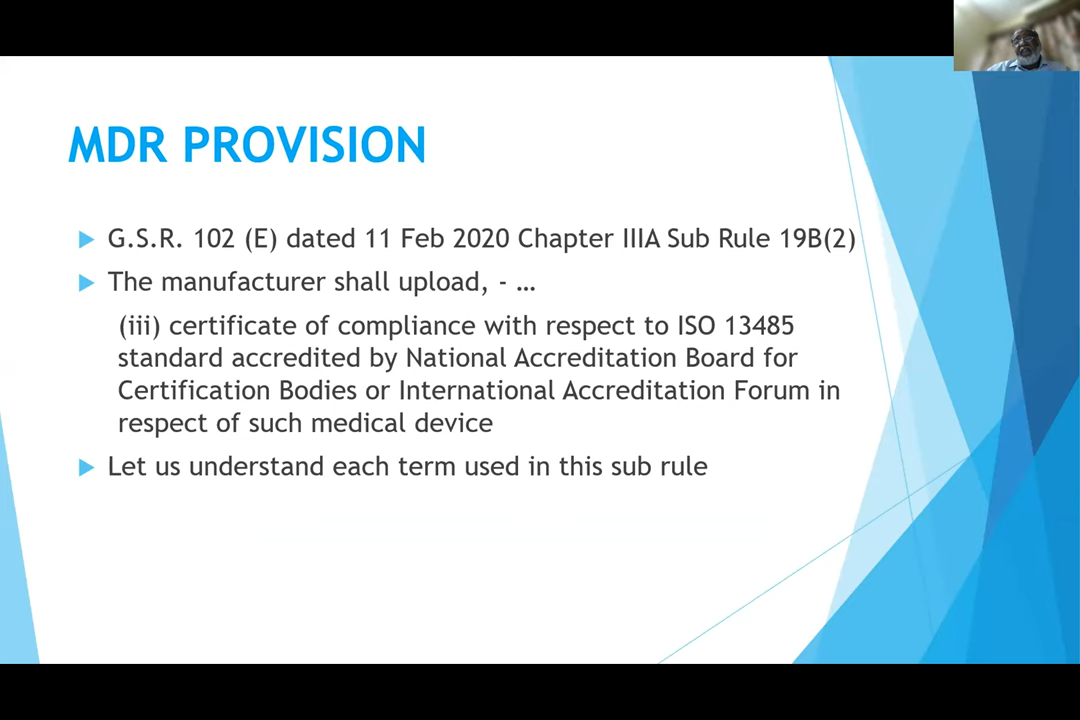 MDR PROVISION
G.S.R. 102 (E) dated 11 Feb 2020 Chapter IIIA Sub Rule 19B(2)
The manufacturer shall upload, - …
(iii) certificate of compliance with respect to ISO 13485
standard accredited by National Accreditation Board for
Certification Bodies or International Accreditation Forum in
respect of such medical device
Let us understand each term used in this sub rule